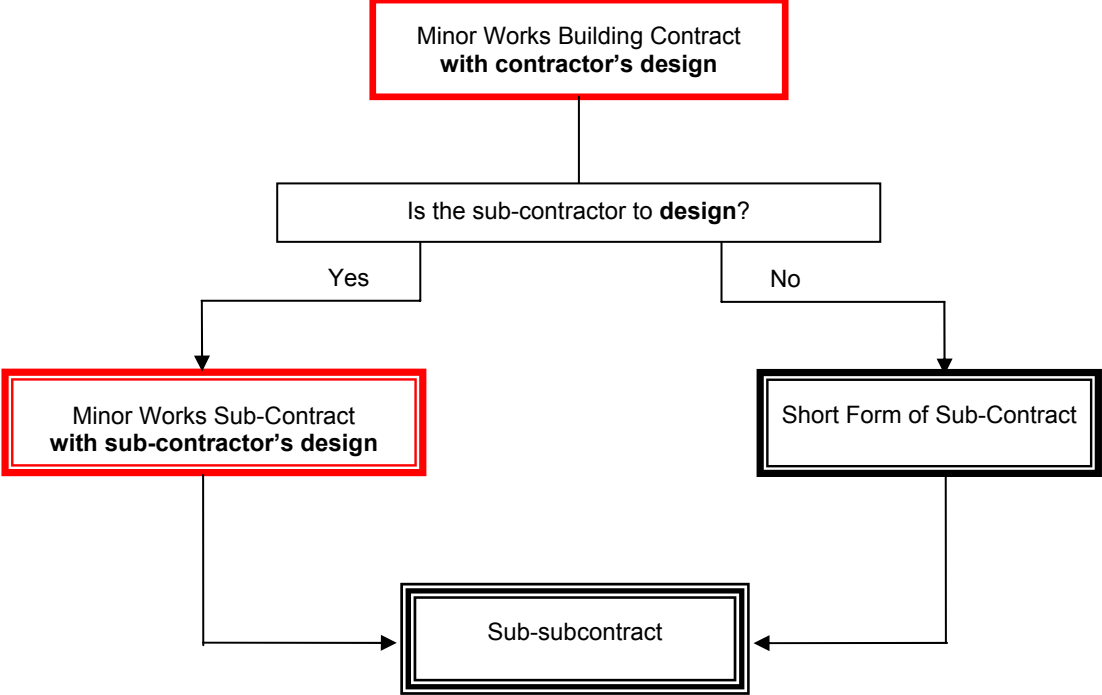 Minor Works Building Contract
with contractor’s design
Is the sub-contractor to design?
Yes
No
Minor Works Sub-Contract
with sub-contractor’s design
Short Form of Sub-Contract
Sub-subcontract